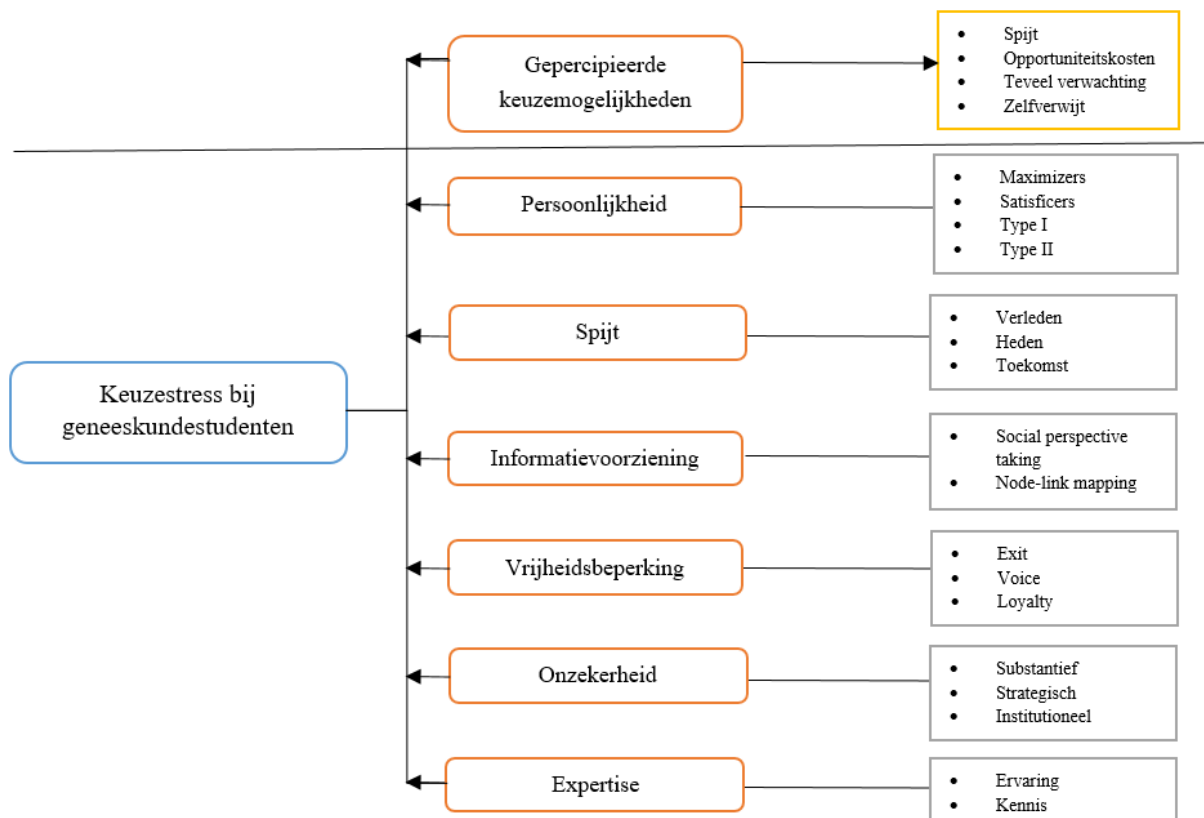 Gepercipieerde
keuzemogelijkheden
Spijt
Opportuniteitskosten
Teveel verwachting
Zelfverwijt
Persoonlijkheid
Maximizers
Satisficers
Type I
Type II
Spijt
Verleden
Heden
Toekomst
Keuzestress bij
geneeskundestudenten
Informatievoorziening
Social perspective
taking
Node-link mapping
Vrijheidsbeperking
Exit
Voice
Loyalty
Onzekerheid
Substantief
Strategisch
Institutioneel
Expertise
Ervaring
Kennis